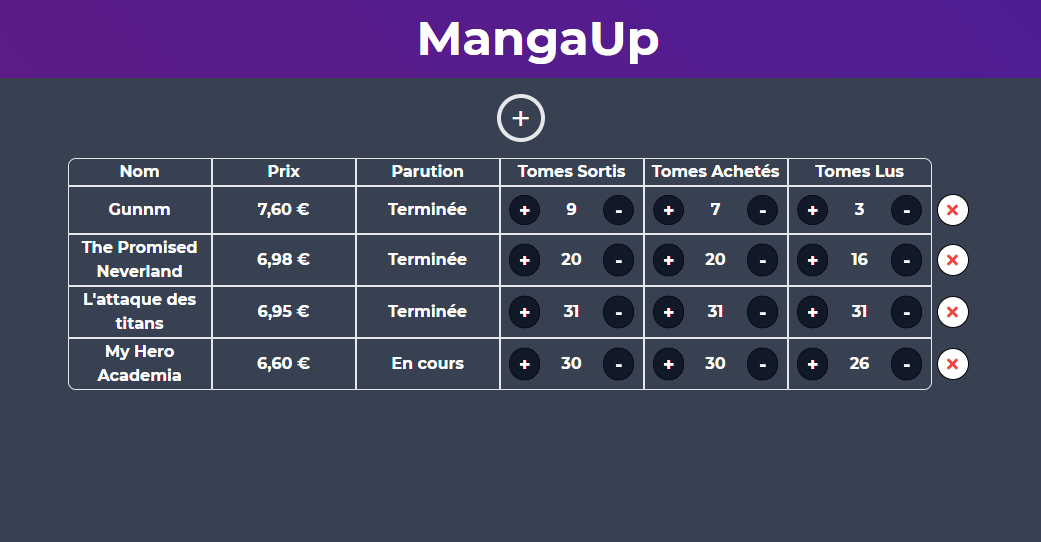 MangaUp
+
Nom Prix Parution Tomes Sortis Tomes Achetés Tomes Lus
Gunnm 7,60 € Terminée + 9 - + 7 - + 3 - ×
The Promised
Neverland 6,98 € Terminée + 20 - + 20 - + 16 - ×
L'attaque des
titans 6,95 € Terminée + 31 - + 31 - + 31 - ×
My Hero
Academia 6,60 € En cours + 30 - + 30 - + 26 - ×